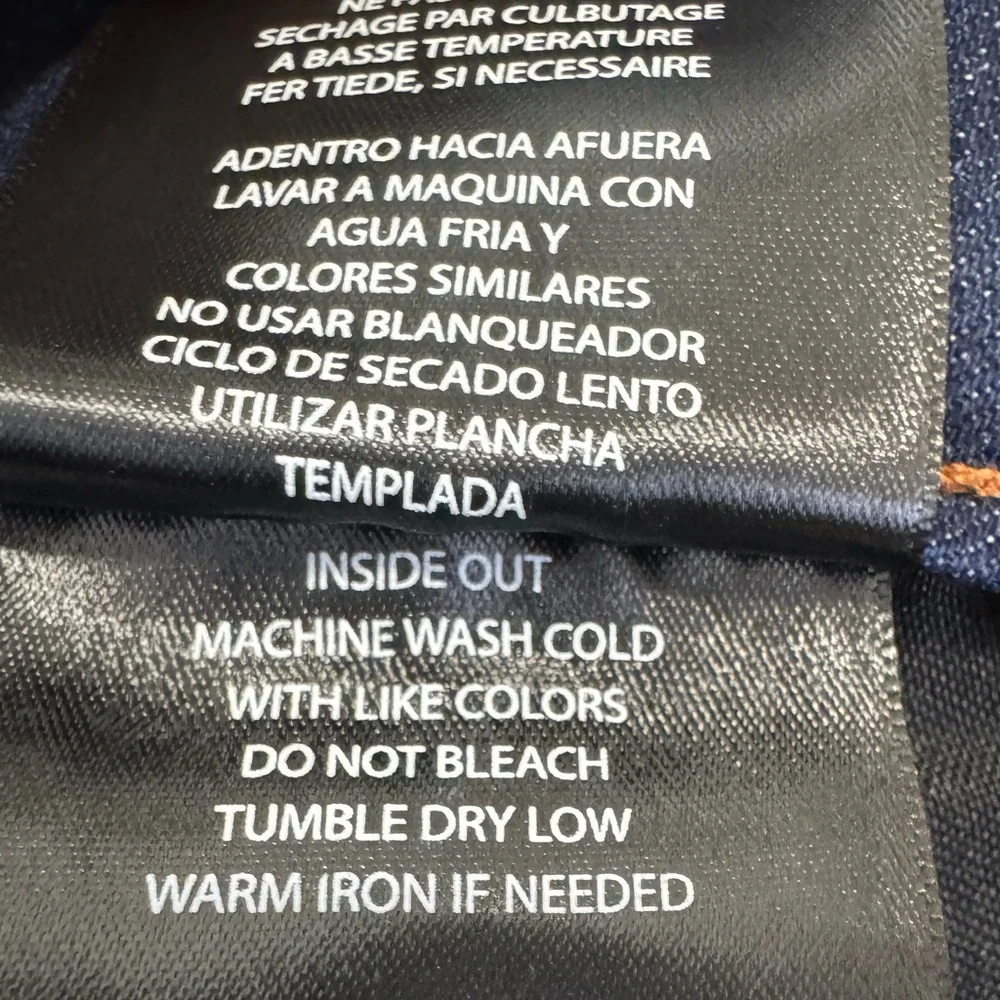 SECHAGE PAR CULBUTAGE
A BASSE TEMPERATURE
FER TIEDE, SI NECESSAIRE
ADENTRO HACIA AFUERA
LAVAR A MAQUINA CON
AGUA FRIA Y
COLORES SIMILARES
NO USAR BLANQUEADOR
CICLO DE SECADO LENTO
UTILIZAR PLANCHA
TEMPLADA
INSIDE OUT
MACHINE WASH COLD
WITH LIKE COLORS
DO NOT BLEACH
TUMBLE DRY LOW
WARM IRON IF NEEDED